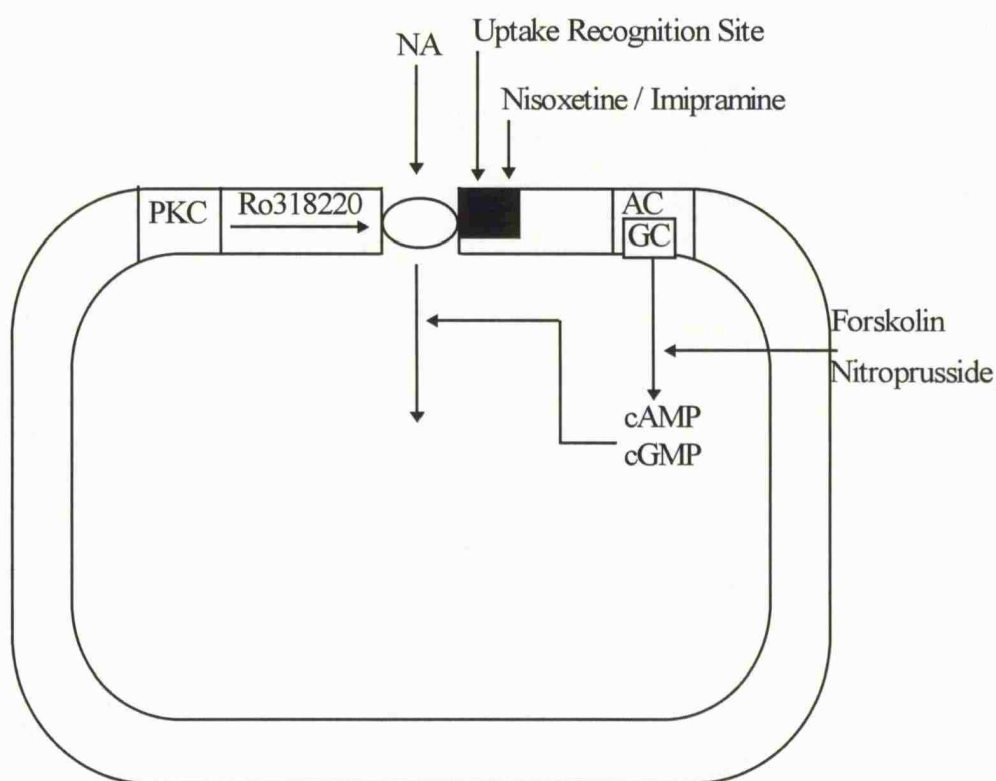 Uptake Recognition Site
NA
Nisoxetine / Imipramine
PKC
Ro318220
AC
GC
Forskolin
Nitroprusside
cAMP
cGMP